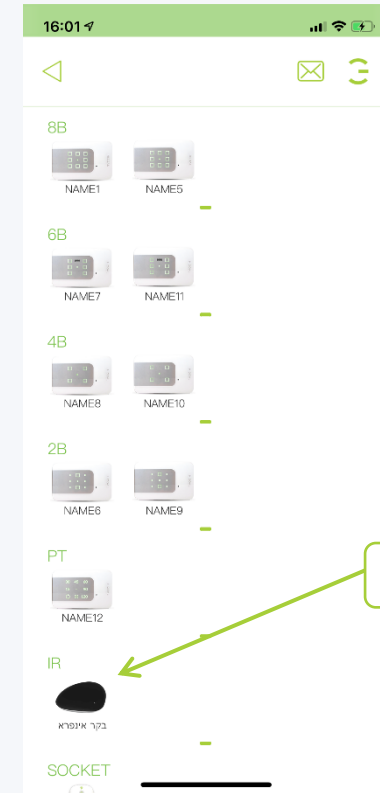 16:01
8B
NAME1 NAME5
6B
NAME7 NAME11
4B
NAME8 NAME10
2B
NAME6 NAME9
PT
NAME12
IR
בקר אינפרא
SOCKET